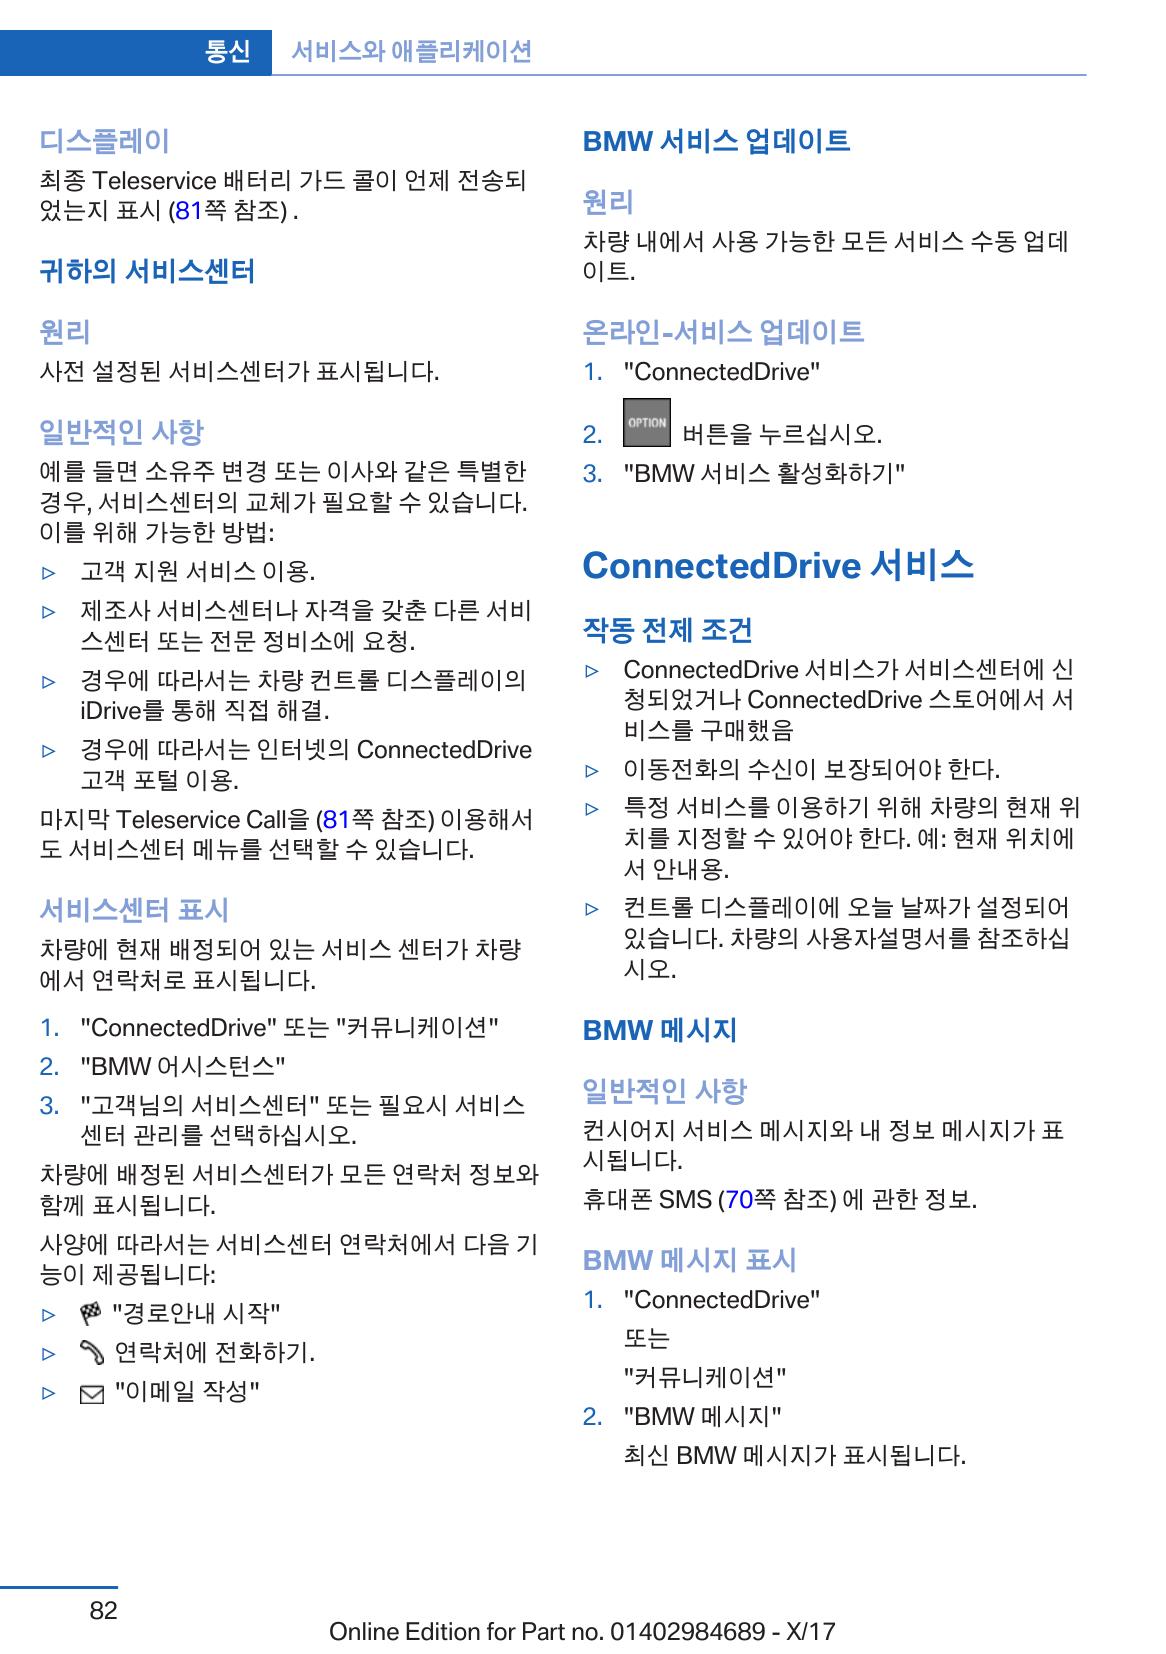 통신
서비스와 애플리케이션
디스플레이
최종 Teleservice 배터리 가드 콜이 언제 전송되
었는지 표시 (81쪽 참조) .
귀하의 서비스센터
원리
사전 설정된 서비스센터가 표시됩니다.
일반적인 사항
예를 들면 소유주 변경 또는 이사와 같은 특별한
경우, 서비스센터의 교체가 필요할 수 있습니다.
이를 위해 가능한 방법:
▷ 고객 지원 서비스 이용.
▷ 제조사 서비스센터나 자격을 갖춘 다른 서비
스센터 또는 전문 정비소에 요청.
▷ 경우에 따라서는 차량 컨트롤 디스플레이의
iDrive를 통해 직접 해결.
▷ 경우에 따라서는 인터넷의 ConnectedDrive
고객 포털 이용.
마지막 Teleservice Call을 (81쪽 참조) 이용해서
도 서비스센터 메뉴를 선택할 수 있습니다.
서비스센터 표시
차량에 현재 배정되어 있는 서비스 센터가 차량
에서 연락처로 표시됩니다.
1. "ConnectedDrive" 또는 "커뮤니케이션"
2. "BMW 어시스턴스"
3. "고객님의 서비스센터" 또는 필요시 서비스
센터 관리를 선택하십시오.
차량에 배정된 서비스센터가 모든 연락처 정보와
함께 표시됩니다.
사양에 따라서는 서비스센터 연락처에서 다음 기
능이 제공됩니다:
▷ "경로안내 시작"
▷ 연락처에 전화하기.
▷ "이메일 작성"
BMW 서비스 업데이트
원리
차량 내에서 사용 가능한 모든 서비스 수동 업데
이트.
온라인-서비스 업데이트
1. "ConnectedDrive"
2. OPTION 버튼을 누르십시오.
3. "BMW 서비스 활성화하기"
ConnectedDrive 서비스
작동 전제 조건
▷ ConnectedDrive 서비스가 서비스센터에 신
청되었거나 ConnectedDrive 스토어에서 서
비스를 구매했음
▷ 이동전화의 수신이 보장되어야 한다.
▷ 특정 서비스를 이용하기 위해 차량의 현재 위
치를 지정할 수 있어야 한다. 예: 현재 위치에
서 안내용.
▷ 컨트롤 디스플레이에 오늘 날짜가 설정되어
있습니다. 차량의 사용자설명서를 참조하십
시오.
BMW 메시지
일반적인 사항
컨시어지 서비스 메시지와 내 정보 메시지가 표
시됩니다.
휴대폰 SMS (70쪽 참조) 에 관한 정보.
BMW 메시지 표시
1. "ConnectedDrive"
또는
"커뮤니케이션"
2. "BMW 메시지"
최신 BMW 메시지가 표시됩니다.
82
Online Edition for Part no. 01402984689 - X/17